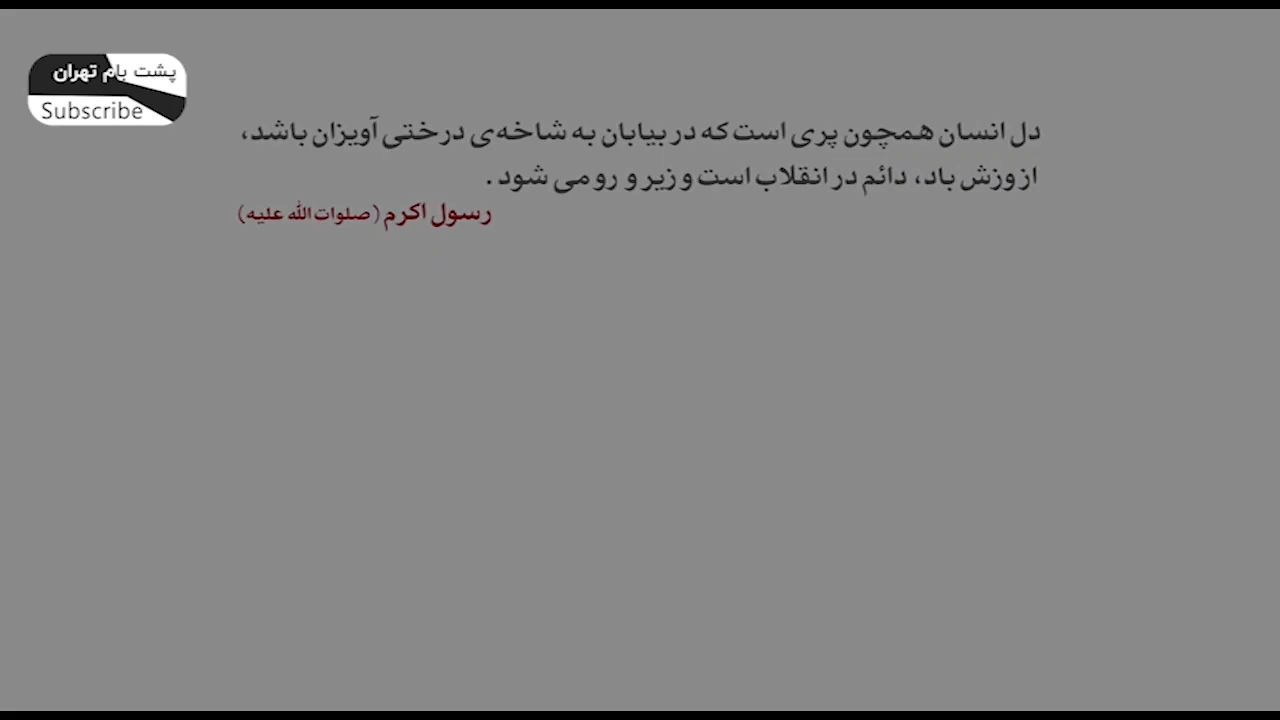 پشت بام تهران
Subscribe
دل انسان همچون پری است که در بیابان به شاخه‌ی درختی آویزان باشد،
از وزش باد، دائم در انقلاب است و زیر و رو می شود .
رسول اکرم (صلوات الله علیه)